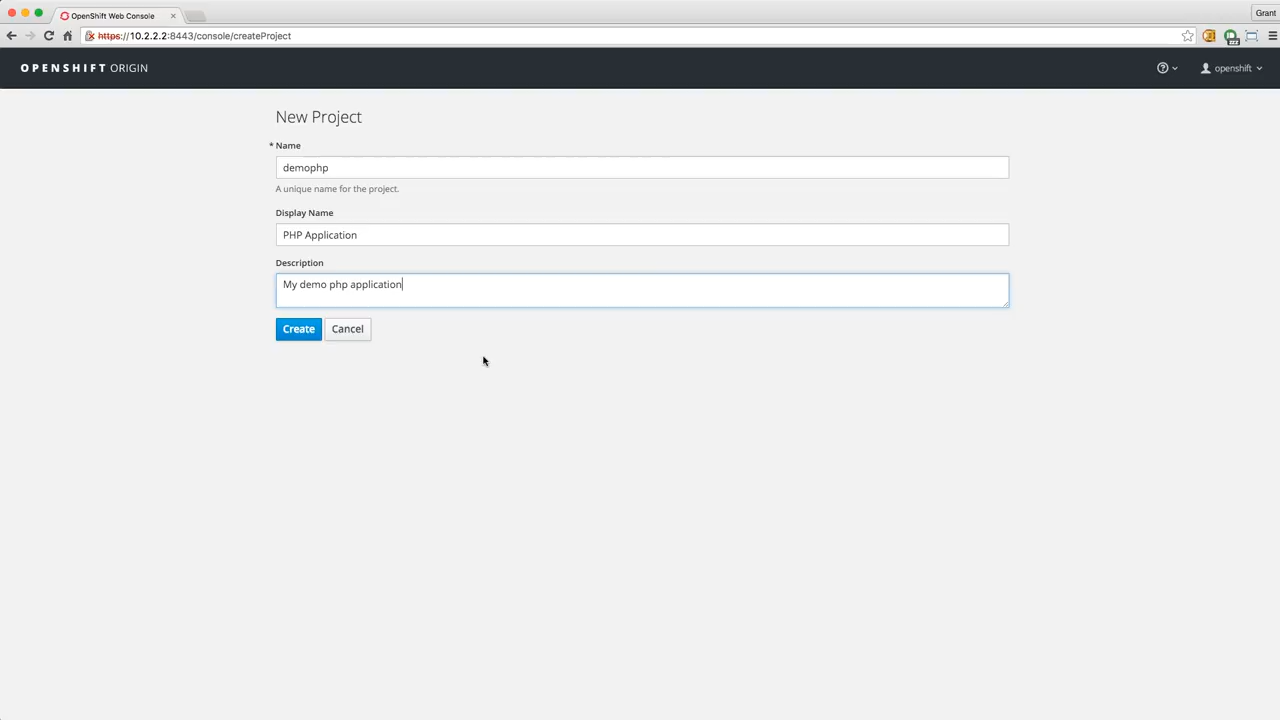 OpenShift Web Console
Grant
https://10.2.2.2:8443/console/createProject
OPENSHIFT ORIGIN
openshift
New Project
* Name
demophp
A unique name for the project.
Display Name
PHP Application
Description
My demo php application
Create Cancel